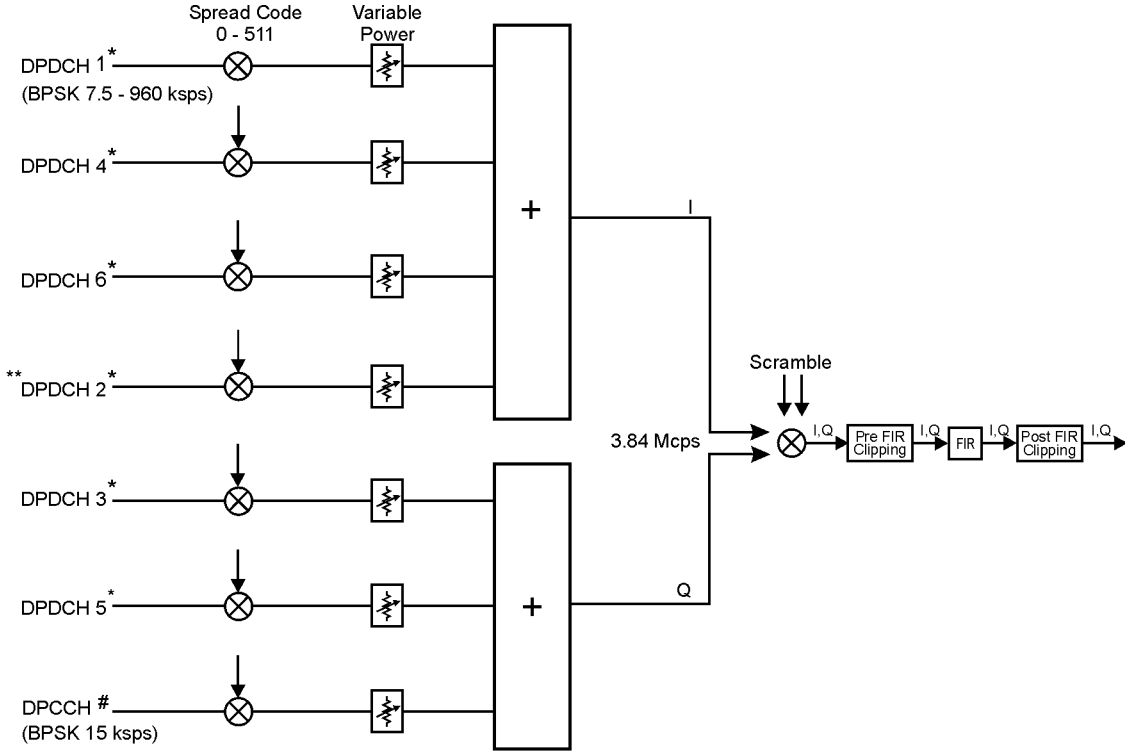 Spread Code
0 - 511
Variable
Power
DPDCH 1*
(BPSK 7.5 - 960 ksps)
DPDCH 4*
DPDCH 6*
**DPDCH 2*
DPDCH 3*
DPDCH 5*
DPCCH #
(BPSK 15 ksps)
+
+
I
Q
3.84 Mcps
Scramble
I,Q
Pre FIR
Clipping
I,Q
FIR
I,Q
Post FIR
Clipping
I,Q